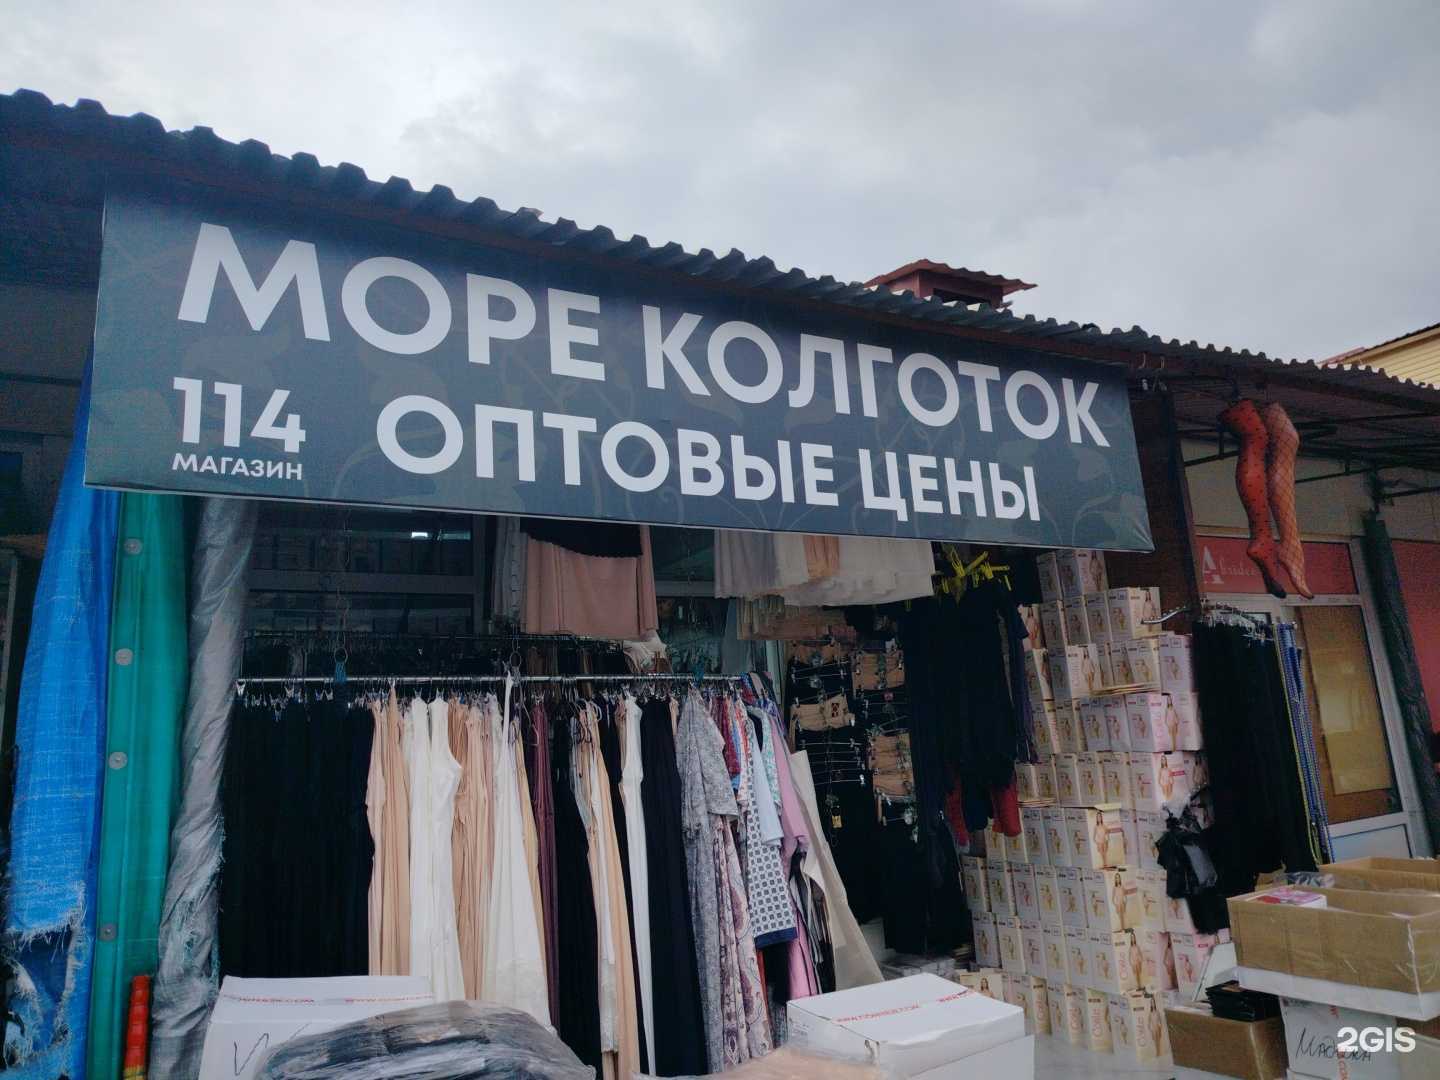 МОРЕ КОЛГОТОК
114 ОПТОВЫЕ ЦЕНЫ
МАГАЗИН
2GIS